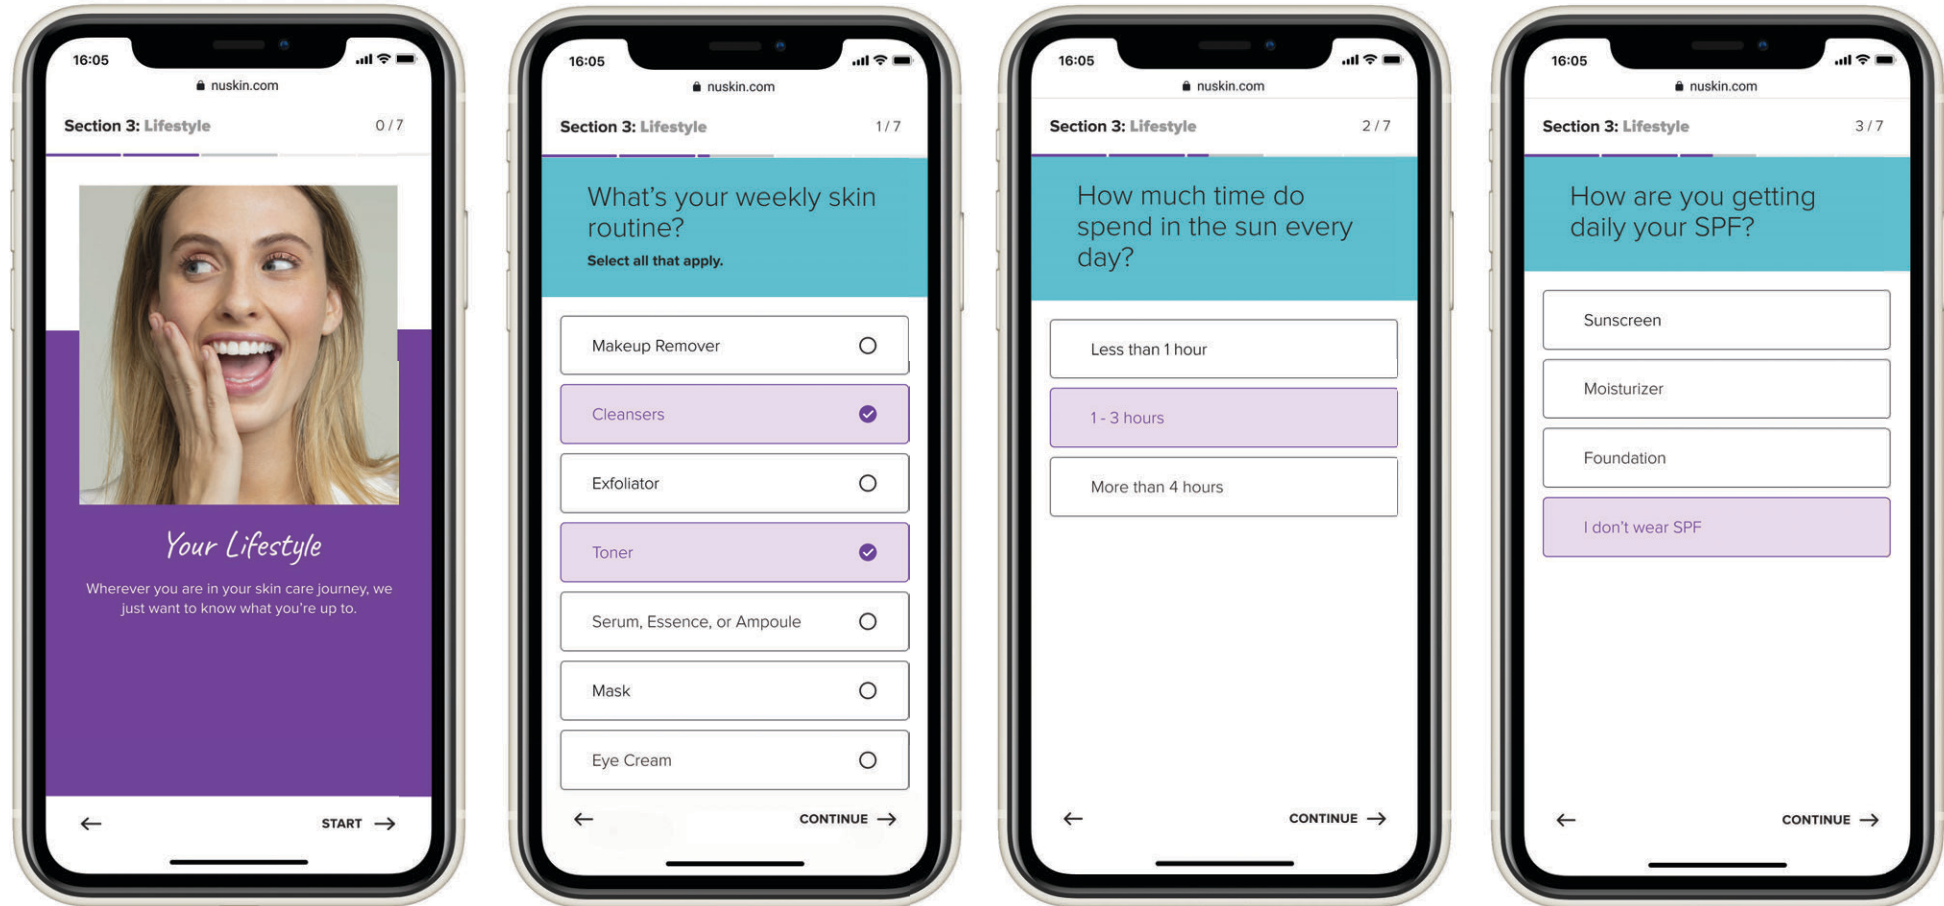 16:05
nuskin.com
Section 3: Lifestyle
0 / 7
Your Lifestyle
Wherever you are in your skin care journey, we
just want to know what you're up to.
START
16:05
nuskin.com
Section 3: Lifestyle
1 / 7
What's your weekly skin
routine?
Select all that apply.
Makeup Remover
Cleansers
Exfoliator
Toner
Serum, Essence, or Ampoule
Mask
Eye Cream
CONTINUE
16:05
nuskin.com
Section 3: Lifestyle
2 / 7
How much time do
spend in the sun every
day?
Less than 1 hour
1 - 3 hours
More than 4 hours
CONTINUE
16:05
nuskin.com
Section 3: Lifestyle
3 / 7
How are you getting
daily your SPF?
Sunscreen
Moisturizer
Foundation
I don't wear SPF
CONTINUE